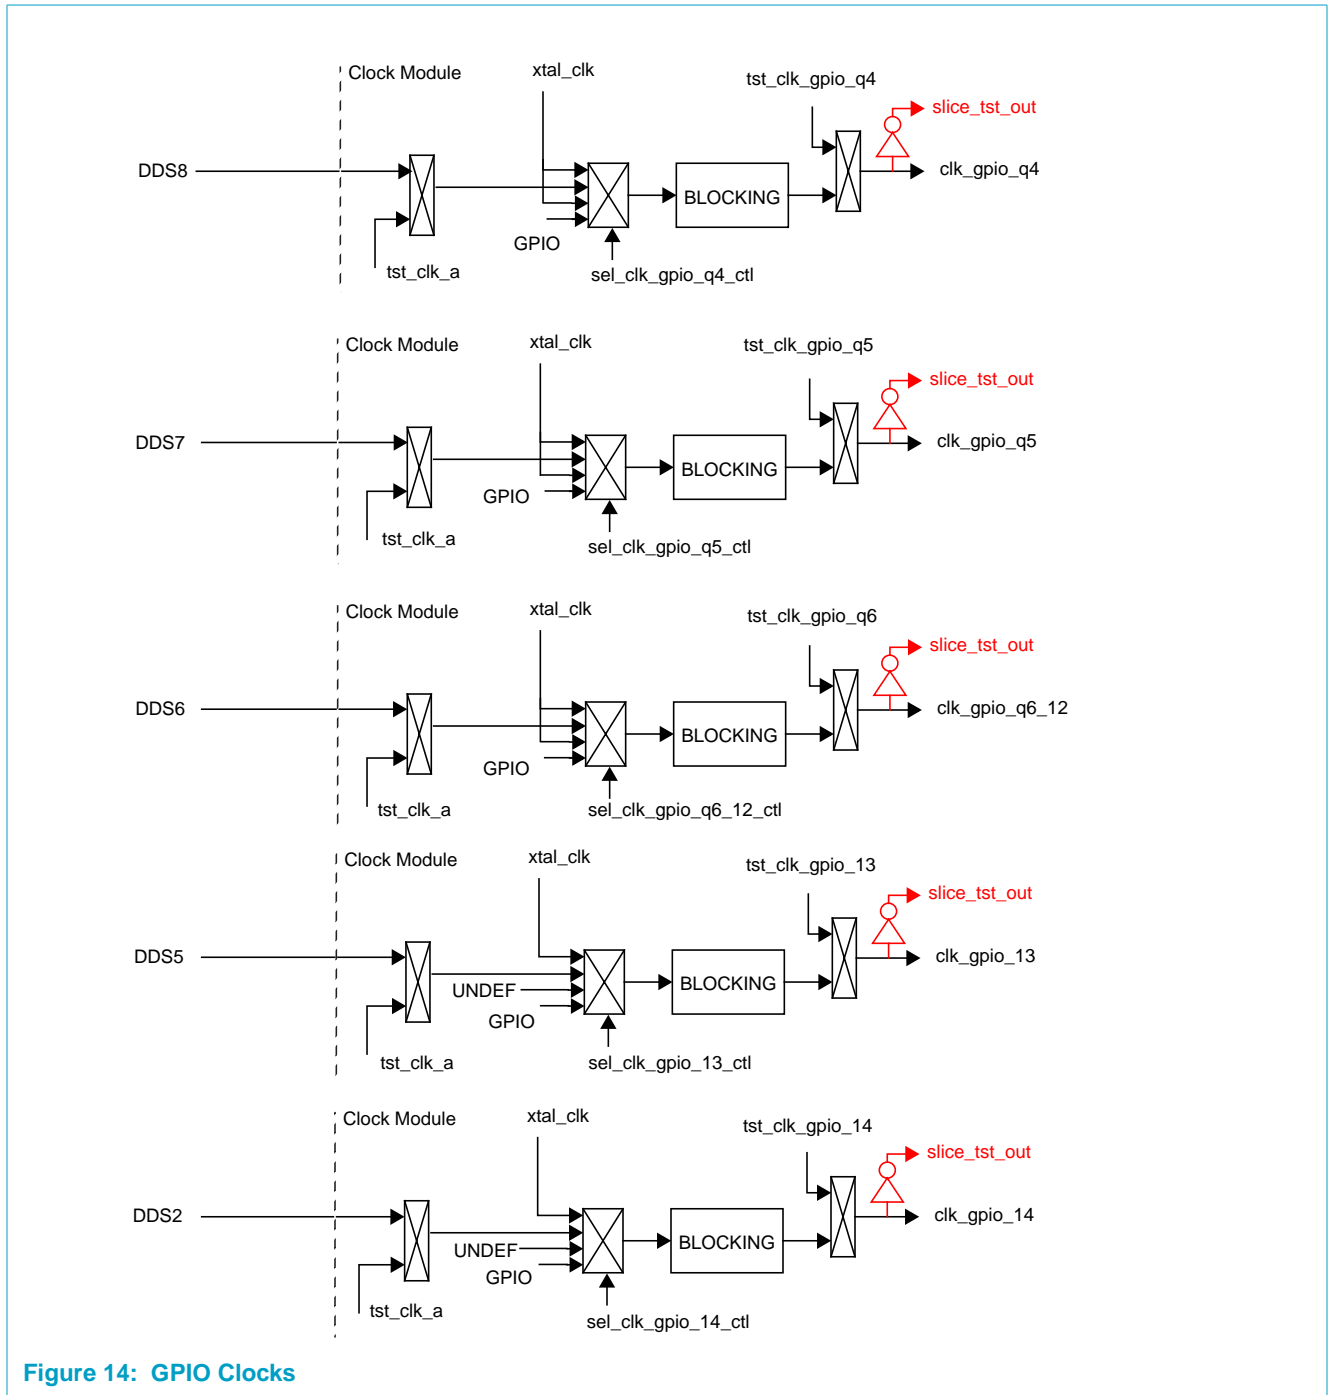 Clock Module
xtal_clk
tst_clk_gpio_q4
slice_tst_out
DDS8
clk_gpio_q4
BLOCKING
GPIO
tst_clk_a
sel_clk_gpio_q4_ctl
Clock Module
xtal_clk
tst_clk_gpio_q5
slice_tst_out
DDS7
clk_gpio_q5
BLOCKING
GPIO
tst_clk_a
sel_clk_gpio_q5_ctl
Clock Module
xtal_clk
tst_clk_gpio_q6
slice_tst_out
DDS6
clk_gpio_q6_12
BLOCKING
GPIO
tst_clk_a
sel_clk_gpio_q6_12_ctl
Clock Module
xtal_clk
tst_clk_gpio_13
slice_tst_out
DDS5
clk_gpio_13
BLOCKING
UNDEF
GPIO
tst_clk_a
sel_clk_gpio_13_ctl
Clock Module
xtal_clk
tst_clk_gpio_14
slice_tst_out
DDS2
clk_gpio_14
BLOCKING
UNDEF
GPIO
tst_clk_a
sel_clk_gpio_14_ctl
Figure 14: GPIO Clocks